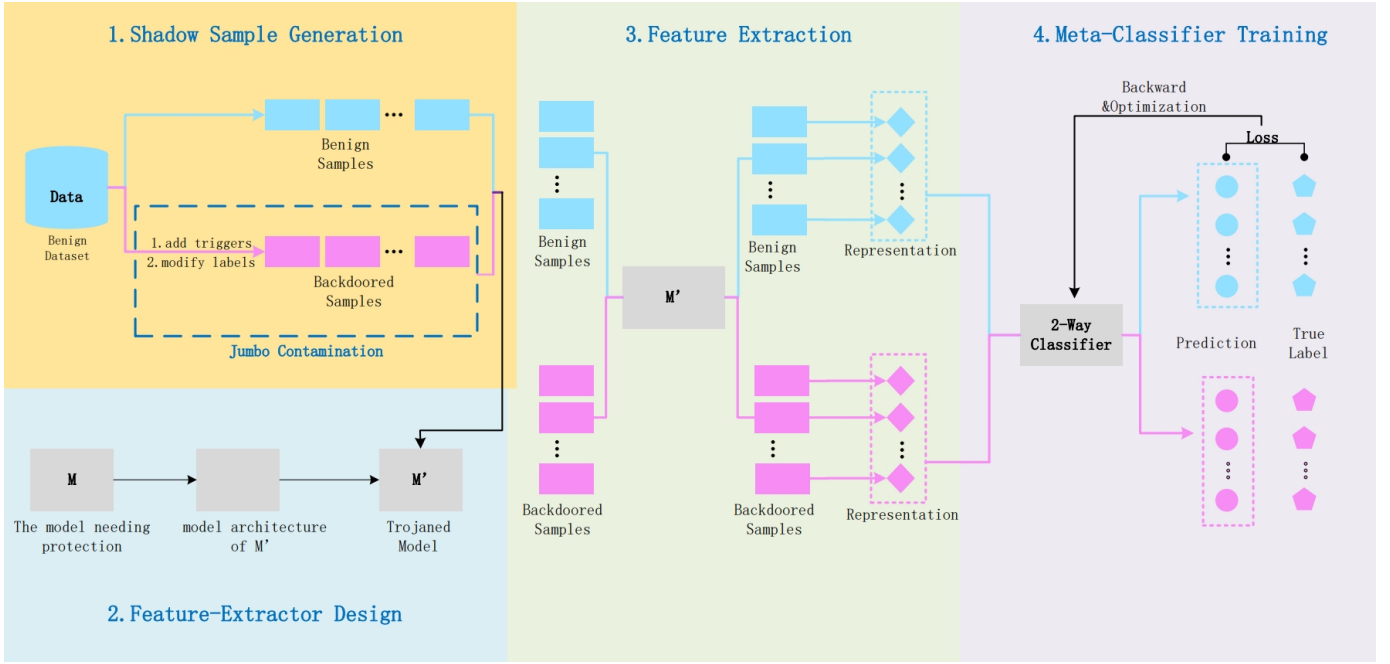 1.Shadow Sample Generation
Data
Benign
Dataset
Benign
Samples
1.add triggers
2.modify labels
Backdoored
Samples
Jumbo Contamination
M
The model needing
protection
model architecture
of M'
M'
Trojaned
Model
2.Feature-Extractor Design
3.Feature Extraction
Benign
Samples
M'
Backdoored
Samples
Benign
Samples
Representation
Backdoored
Samples
Representation
4.Meta-Classifier Training
Backward
&Optimization
Loss
2-Way
Classifier
Prediction
True
Label